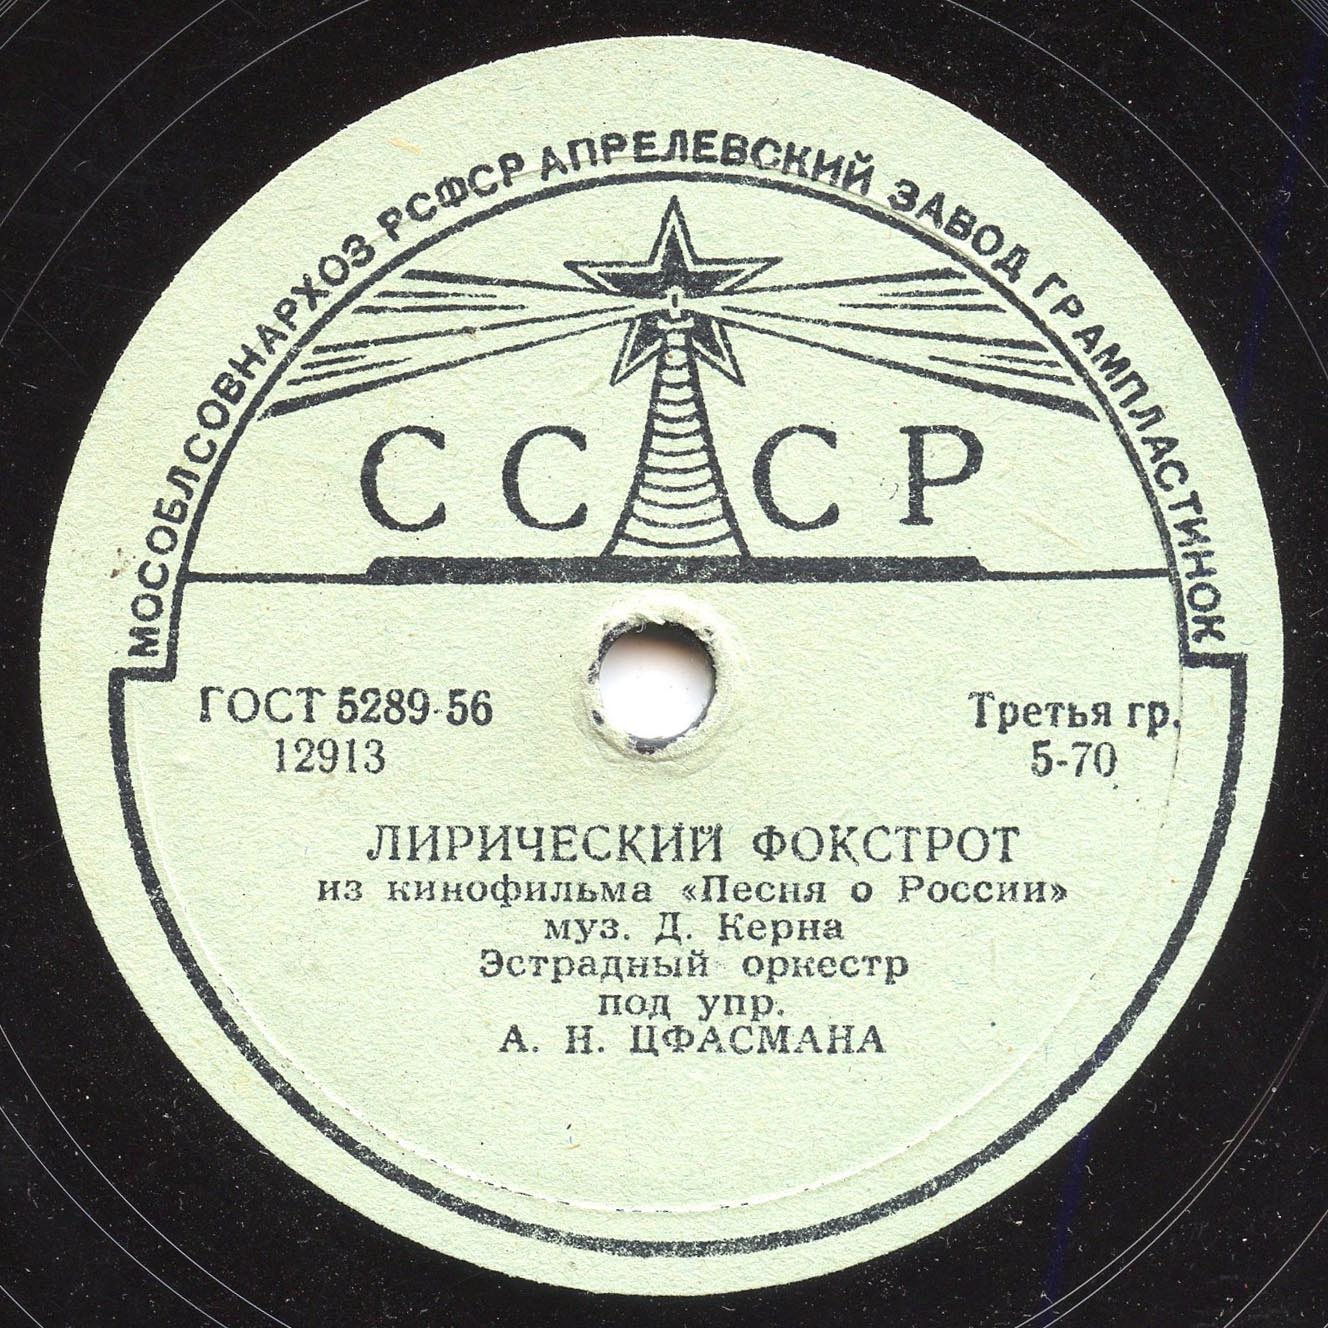 МОСОБЛСОВНАРХОЗ РСФСР АПРЕЛЕВСКИЙ ЗАВОД ГРАМПЛАСТИНОК
СССР
ГОСТ 5289-56
12913
Третья гр.
5-70
ЛИРИЧЕСКИЙ ФОКСТРОТ
из кинофильма «Песня о России»
муз. Д. Керна
Эстрадный оркестр
под упр.
А. Н. ЦФАСМАНА